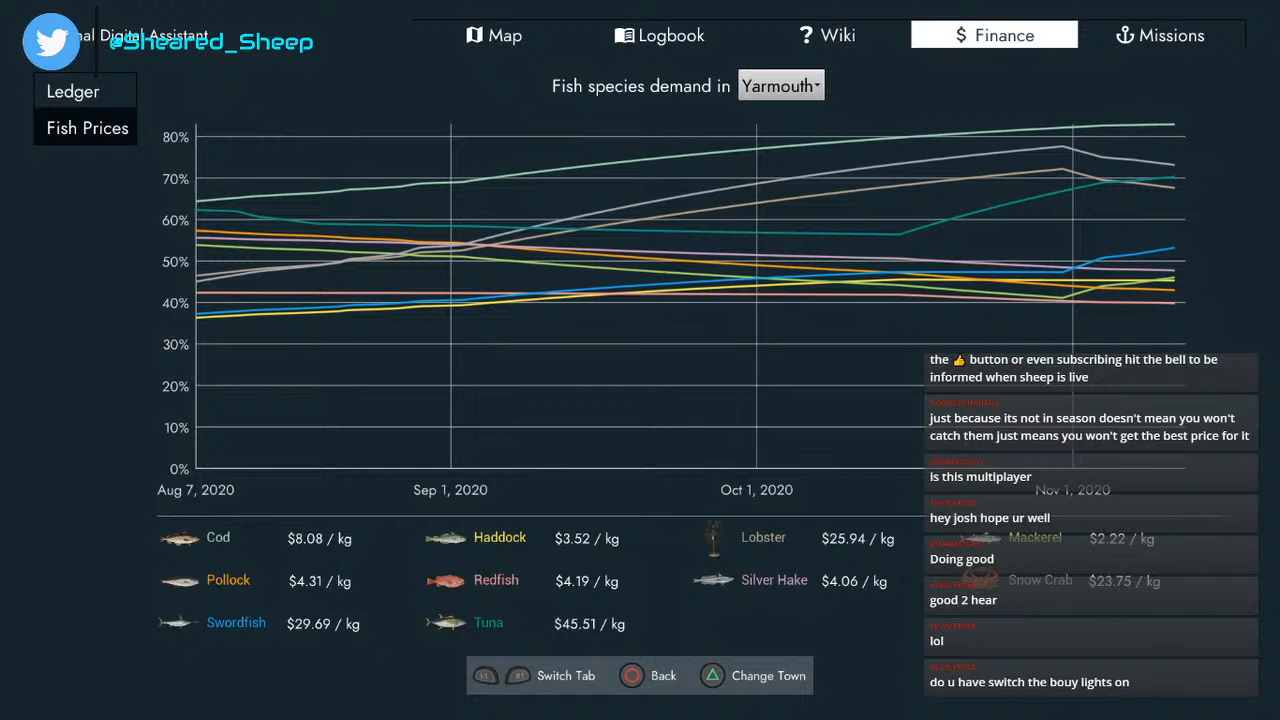 nal Digital Assistant
@Sheared_Sheep
Map
Logbook
? Wiki
$ Finance
Missions
Ledger
Fish Prices
Fish species demand in Yarmouth
80%
70%
60%
50%
40%
30%
20%
10%
0%
Aug 7, 2020
Sep 1, 2020
Oct 1, 2020
Nov 1, 2020
Cod $8.08 / kg
Haddock $3.52 / kg
Lobster $25.94 / kg
Mackerel $2.22 / kg
Pollock $4.31 / kg
Redfish $4.19 / kg
Silver Hake $4.06 / kg
Snow Crab $23.75 / kg
Swordfish $29.69 / kg
Tuna $45.51 / kg
the 👍 button or even subscribing hit the bell to be
informed when sheep is live
just because its not in season doesn't mean you won't
catch them just means you won't get the best price for it
is this multiplayer
hey josh hope ur well
Doing good
good 2 hear
lol
do u have switch the bouy lights on
L1 R1 Switch Tab
Back
Change Town